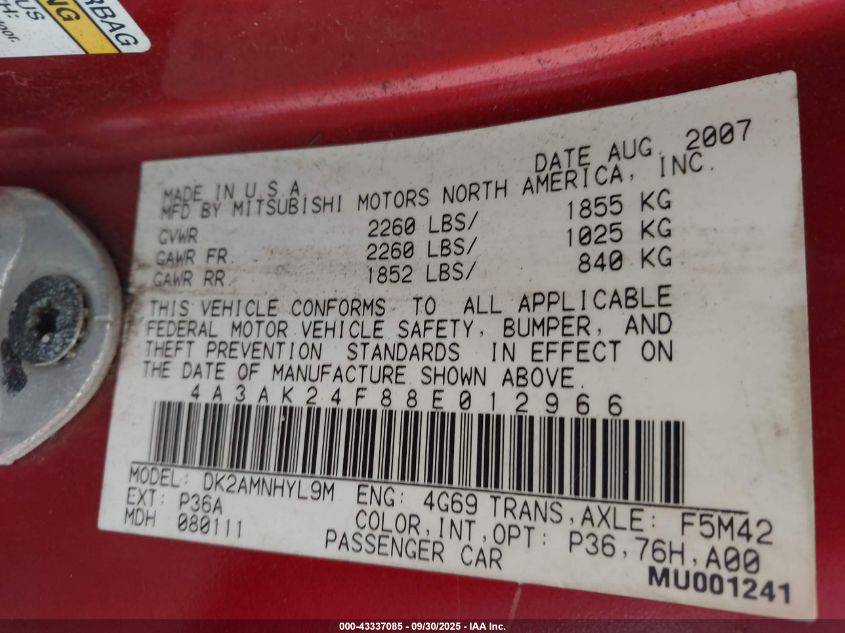 RBAG
NG
US
CH:
oor.
DATE AUG. 2007
MADE IN U.S.A.
MFD BY MITSUBISHI MOTORS NORTH AMERICA, INC.
GVWR 2260 LBS/ 1855 KG
GAWR FR. 2260 LBS/ 1025 KG
GAWR RR. 1852 LBS/ 840 KG
THIS VEHICLE CONFORMS TO ALL APPLICABLE
FEDERAL MOTOR VEHICLE SAFETY, BUMPER, AND
THEFT PREVENTION STANDARDS IN EFFECT ON
THE DATE OF MANUFACTURE SHOWN ABOVE.
4A3AK24F88E012966
MODEL: DK2AMNHYL9M ENG: 4G69 TRANS,AXLE: F5M42
EXT: P36A COLOR,INT,OPT: P36,76H,A00
MDH 080111 PASSENGER CAR
MU001241
000-43337085 - 09/30/2025 - IAA Inc.